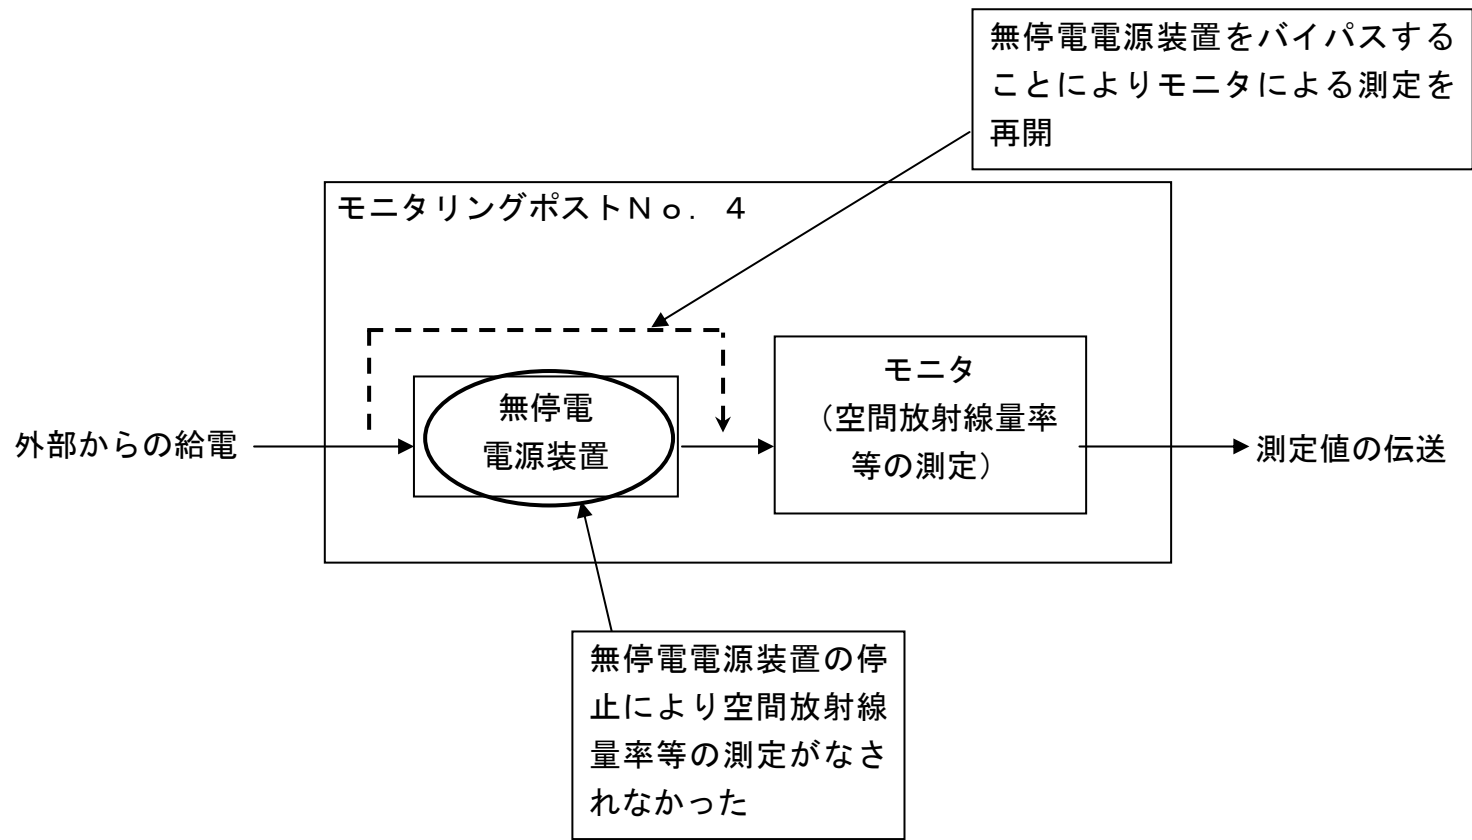 無停電電源装置をバイパスする
ことによりモニタによる測定を
再開
モニタリングポストＮｏ．４
無停電
電源装置
モニタ
（空間放射線量率
等の測定）
外部からの給電
測定値の伝送
無停電電源装置の停
止により空間放射線
量率等の測定がなさ
れなかった